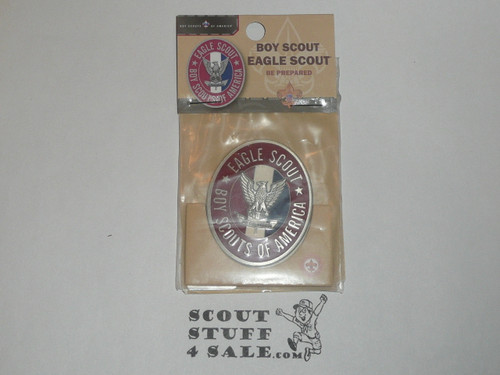 BOY SCOUTS OF AMERICA
EAGLE SCOUT
BOY SCOUTS OF AMERICA
BOY SCOUT
EAGLE SCOUT
BE PREPARED
EAGLE SCOUT
BOY SCOUTS OF AMERICA
SCOUT
STUFF
4 SALE.com